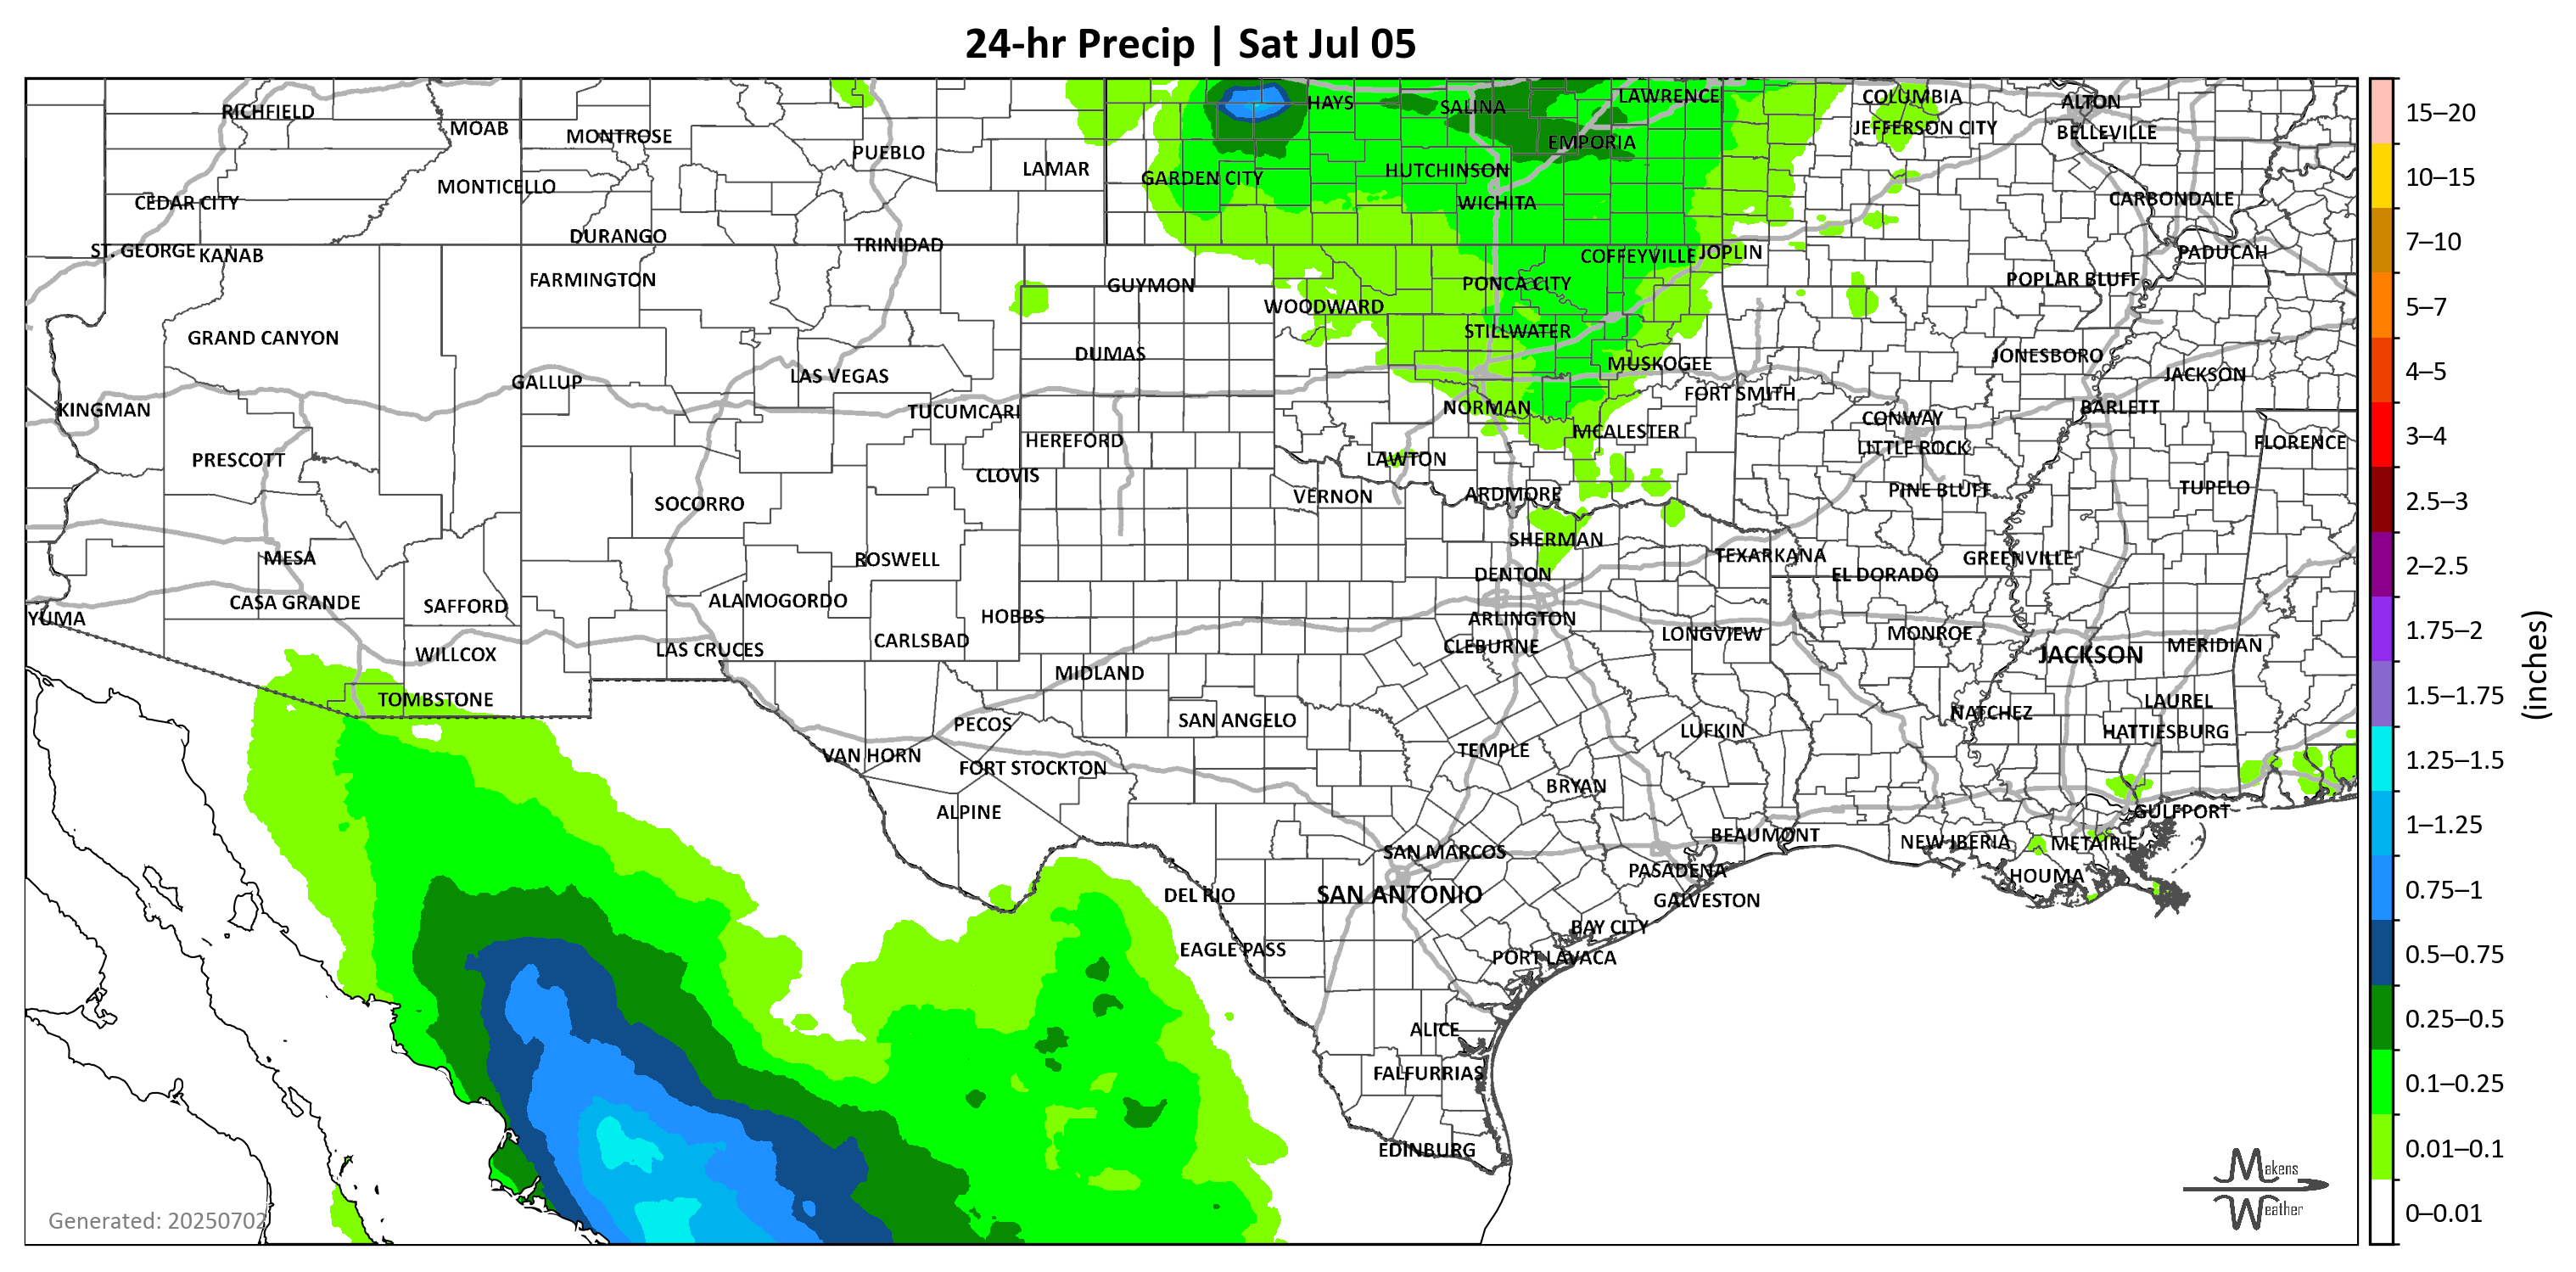 24-hr Precip | Sat Jul 05
RICHFIELD
MOAB
MONTROSE
PUEBLO
LAMAR
HAYS
SALINA
LAWRENCE
COLUMBIA
ALTON
JEFFERSON CITY
BELLEVILLE
EMPORIA
GARDEN CITY
HUTCHINSON
MONTICELLO
CEDAR CITY
WICHITA
CARBONDALE
DURANGO
TRINIDAD
ST. GEORGE
KANAB
COFFEYVILLE
JOPLIN
PADUCAH
FARMINGTON
GUYMON
PONCA CITY
POPLAR BLUFF
WOODWARD
GRAND CANYON
STILLWATER
DUMAS
JONESBORO
MUSKOGEE
GALLUP
LAS VEGAS
JACKSON
FORT SMITH
KINGMAN
TUCUMCARI
NORMAN
BARLETT
CONWAY
MCALESTER
HEREFORD
FLORENCE
LITTLE ROCK
PRESCOTT
LAWTON
CLOVIS
TUPELO
PINE BLUFF
SOCORRO
VERNON
ARDMORE
SHERMAN
MESA
ROSWELL
TEXARKANA
GREENVILLE
DENTON
EL DORADO
CASA GRANDE
SAFFORD
ALAMOGORDO
HOBBS
YUMA
ARLINGTON
LONGVIEW
MONROE
CARLSBAD
CLEBURNE
MERIDIAN
WILLCOX
LAS CRUCES
JACKSON
MIDLAND
TOMBSTONE
LAUREL
NATCHEZ
PECOS
SAN ANGELO
LUFKIN
HATTIESBURG
VAN HORN
TEMPLE
FORT STOCKTON
BRYAN
ALPINE
GULFPORT
BEAUMONT
NEW IBERIA
METAIRIE
SAN MARCOS
PASADENA
HOUMA
DEL RIO
SAN ANTONIO
GALVESTON
BAY CITY
EAGLE PASS
PORT LAVACA
ALICE
FALFURRIAS
EDINBURG
Generated: 20250702
Makens
Weather
15–20
10–15
7–10
5–7
4–5
3–4
2.5–3
2–2.5
1.75–2
1.5–1.75
1.25–1.5
1–1.25
0.75–1
0.5–0.75
0.25–0.5
0.1–0.25
0.01–0.1
0–0.01
(inches)